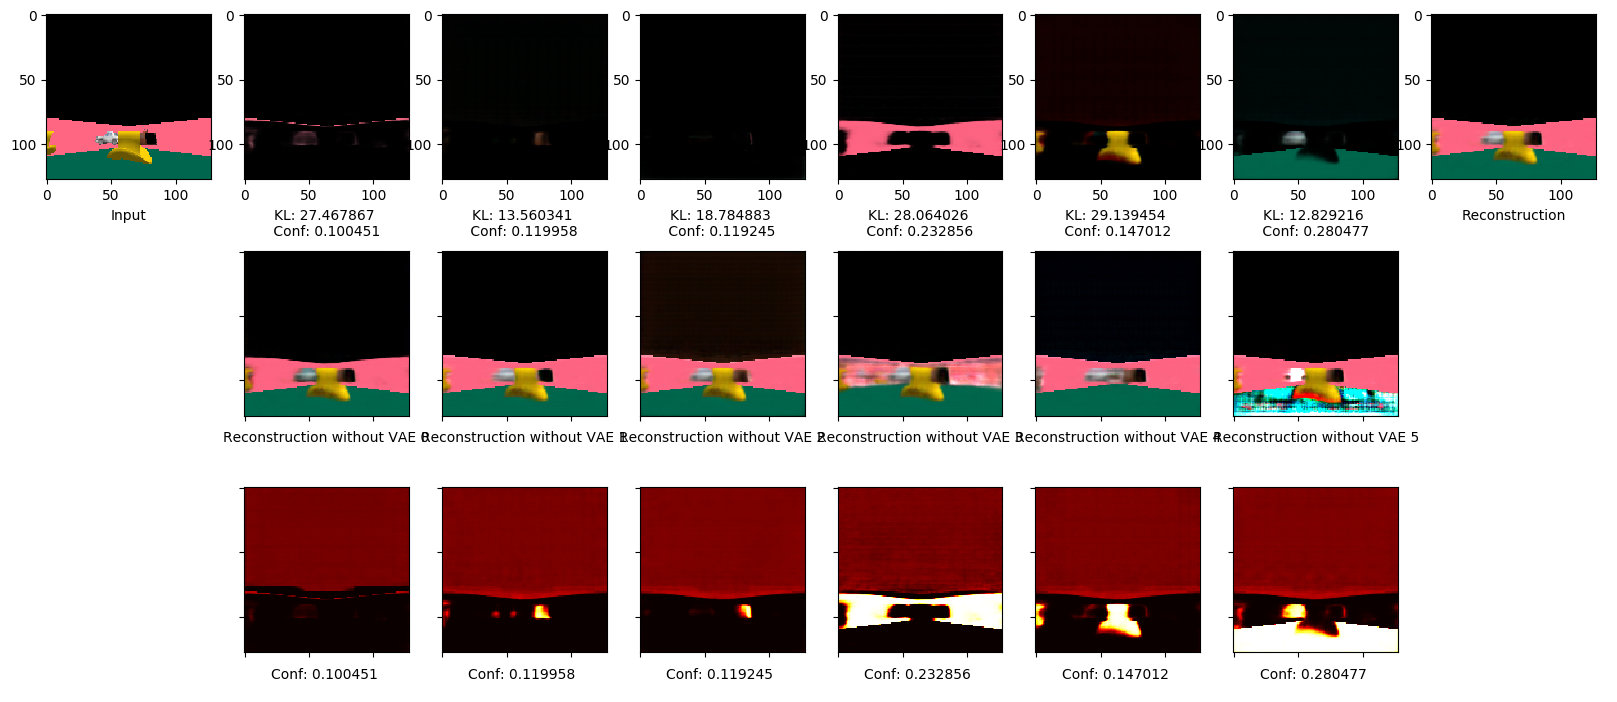 0
50
100
0 50 100
Input
0
50
100
0 50 100
KL: 27.467867
Conf: 0.100451
0
50
100
0 50 100
KL: 13.560341
Conf: 0.119958
0
50
100
0 50 100
KL: 18.784883
Conf: 0.119245
0
50
100
0 50 100
KL: 28.064026
Conf: 0.232856
0
50
100
0 50 100
KL: 29.139454
Conf: 0.147012
0
50
100
0 50 100
KL: 12.829216
Conf: 0.280477
0
50
100
0 50 100
Reconstruction
Reconstruction without VAE 0
Reconstruction without VAE 1
Reconstruction without VAE 2
Reconstruction without VAE 3
Reconstruction without VAE 4
Reconstruction without VAE 5
Conf: 0.100451
Conf: 0.119958
Conf: 0.119245
Conf: 0.232856
Conf: 0.147012
Conf: 0.280477